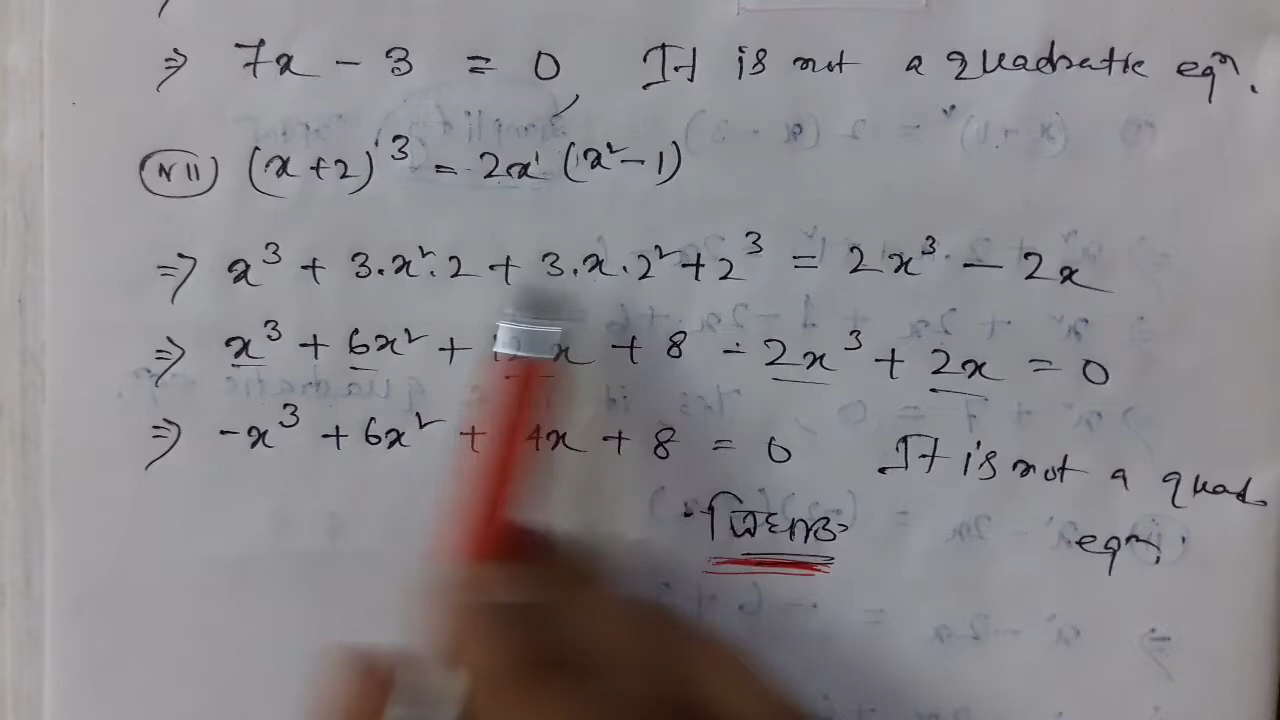 ⇒ 7x - 3 = 0, It is not a quadratic eqⁿ.
(vii) (x+2)³ = 2x (x²-1)
⇒ x³ + 3.x².2 + 3.x.2² + 2³ = 2x³ - 2x
⇒ x³ + 6x² + 12x + 8 - 2x³ + 2x = 0
⇒ -x³ + 6x² + 4x + 8 = 0 It is not a quad eqⁿ.